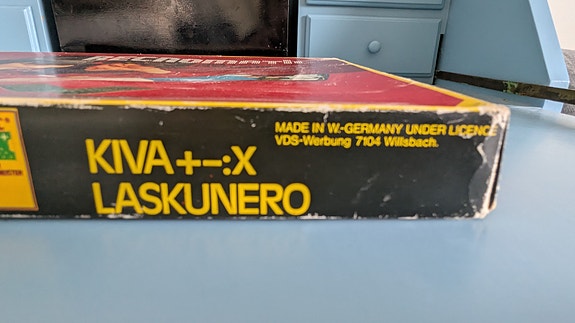 KIVA +-:X
LASKUNERO
MADE IN W.-GERMANY UNDER LICENCE
VDS-Werbung 7104 Willsbach.